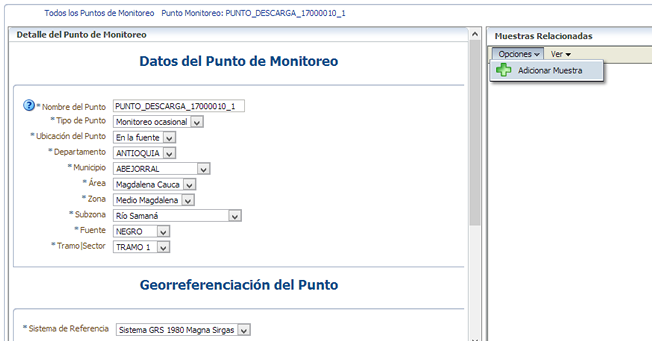 Todos los Puntos de Monitoreo Punto Monitoreo: PUNTO_DESCARGA_17000010_1
Detalle del Punto de Monitoreo
Datos del Punto de Monitoreo
* Nombre del Punto PUNTO_DESCARGA_17000010_1
* Tipo de Punto Monitoreo ocasional
* Ubicación del Punto En la fuente
* Departamento ANTIOQUIA
* Municipio ABEJORRAL
* Área Magdalena Cauca
* Zona Medio Magdalena
* Subzona Río Samaná
* Fuente NEGRO
* Tramo|Sector TRAMO 1
Georreferenciación del Punto
* Sistema de Referencia Sistema GRS 1980 Magna Sirgas
Muestras Relacionadas
Opciones Ver
Adicionar Muestra